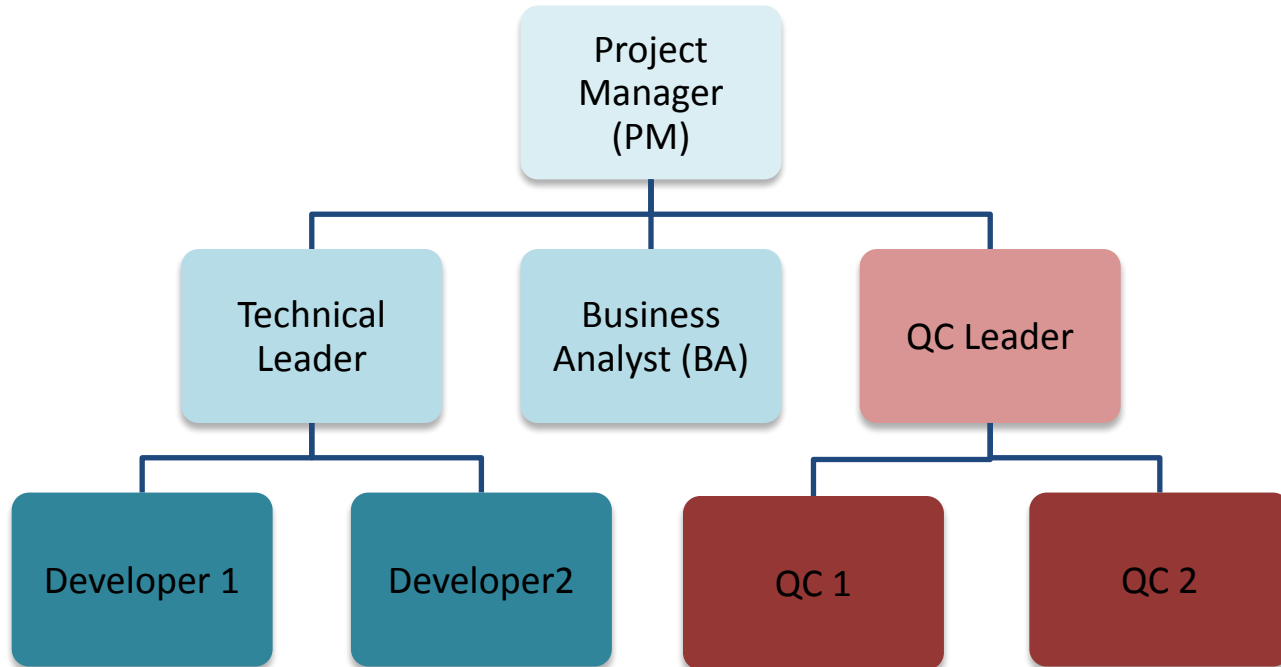 Project
Manager
(PM)
Technical
Leader
Business
Analyst (BA)
QC Leader
Developer 1
Developer2
QC 1
QC 2